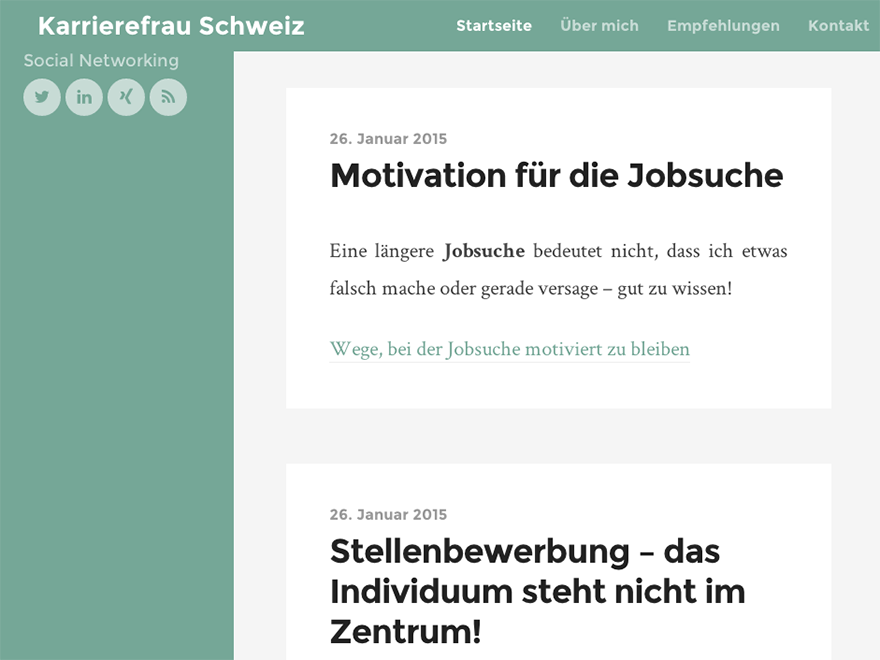 Karrierefrau Schweiz
Startseite Über mich Empfehlungen Kontakt
Social Networking
26. Januar 2015
Motivation für die Jobsuche
Eine längere Jobsuche bedeutet nicht, dass ich etwas
falsch mache oder gerade versage – gut zu wissen!
Wege, bei der Jobsuche motiviert zu bleiben
26. Januar 2015
Stellenbewerbung – das
Individuum steht nicht im
Zentrum!